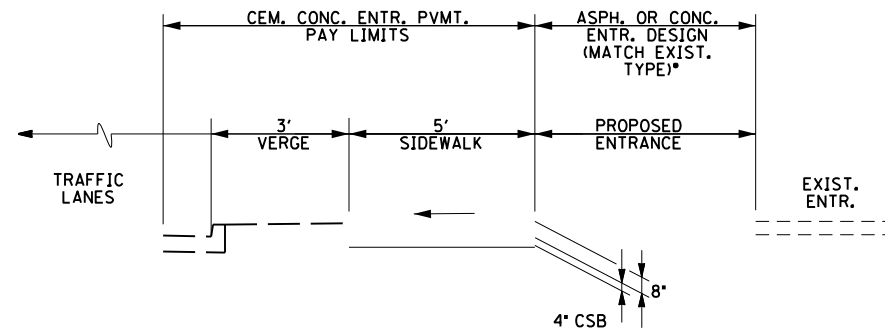 CEM. CONC. ENTR. PVMT.
PAY LIMITS
ASPH. OR CONC.
ENTR. DESIGN
(MATCH EXIST.
TYPE)*
3'
VERGE
5'
SIDEWALK
PROPOSED
ENTRANCE
TRAFFIC
LANES
EXIST.
ENTR.
8"
4" CSB